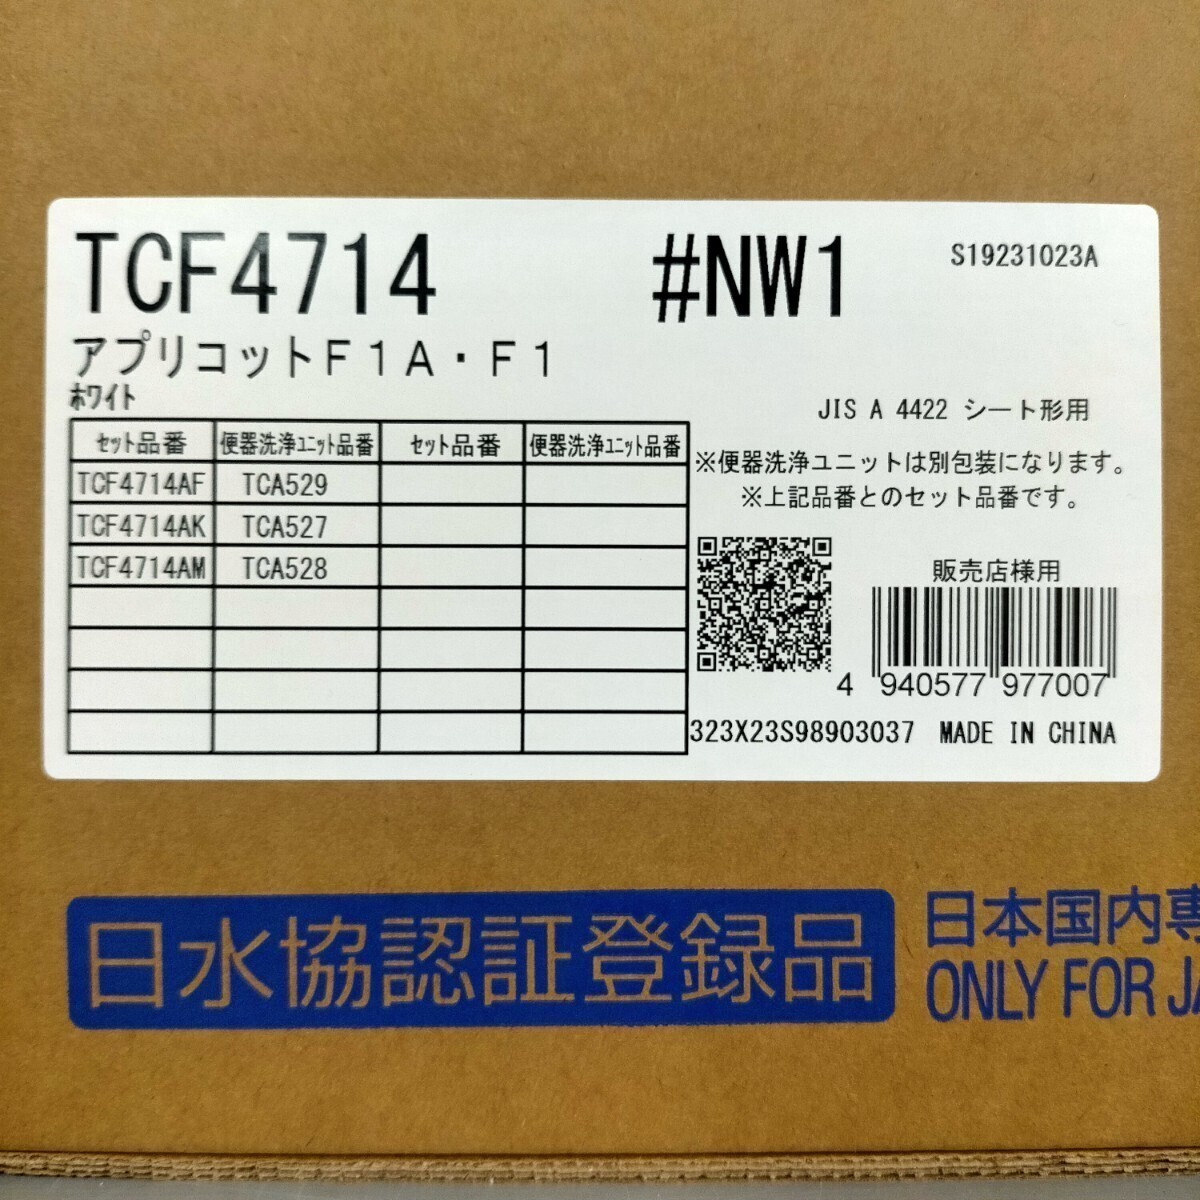 TCF4714 #NW1 S19231023A
アプリコットF1A・F1
ホワイト
JIS A 4422 シート形用
セット品番 便器洗浄ユニット品番 セット品番 便器洗浄ユニット品番
TCF4714AF TCA529
TCF4714AK TCA527
TCF4714AM TCA528
※便器洗浄ユニットは別包装になります。
※上記品番とのセット品番です。
販売店様用
4 940577 977007
323X23S98903037 MADE IN CHINA
日水協認証登録品
日本国内専
ONLY FOR JA